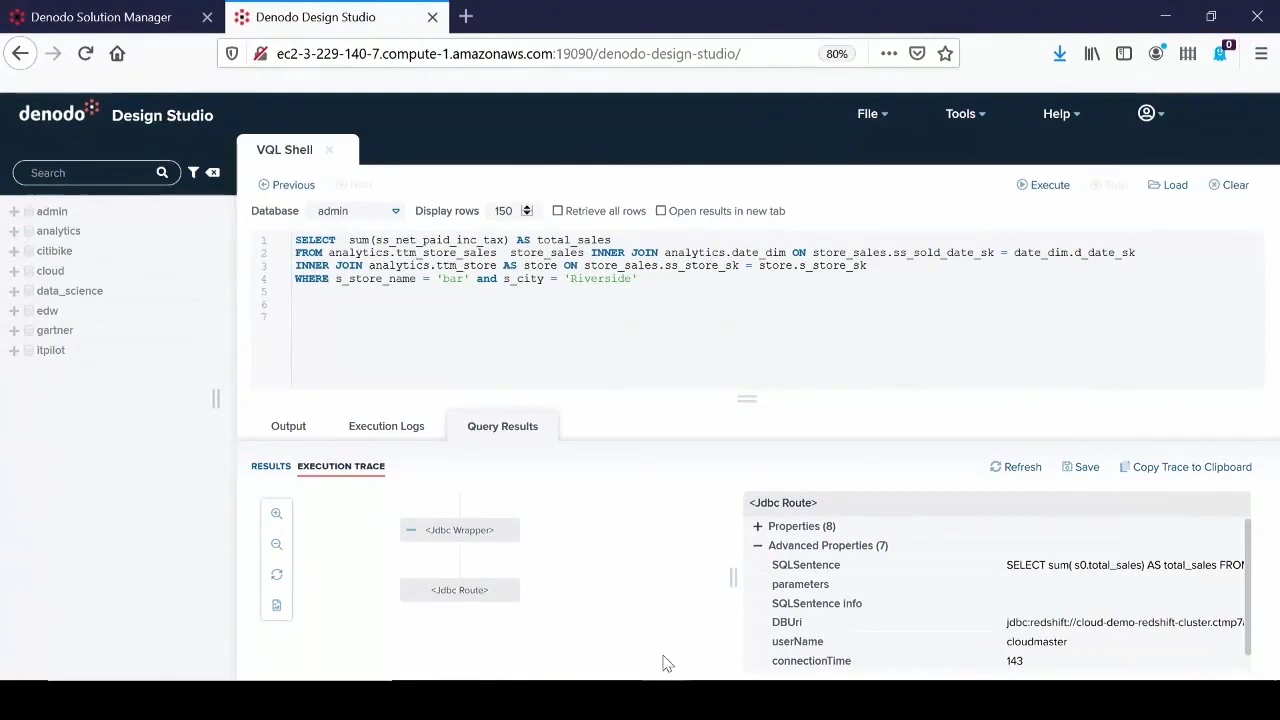 Denodo Solution Manager
Denodo Design Studio
ec2-3-229-140-7.compute-1.amazonaws.com:19090/denodo-design-studio/
80%
0
denodo Design Studio
File
Tools
Help
VQL Shell
Search
Previous
Next
Execute
Stop
Load
Clear
Database
admin
Display rows
150
Retrieve all rows
Open results in new tab
admin
analytics
citibike
cloud
data_science
edw
gartner
itpilot
1 SELECT sum(ss_net_paid_inc_tax) AS total_sales
2 FROM analytics.ttm_store_sales store_sales INNER JOIN analytics.date_dim ON store_sales.ss_sold_date_sk = date_dim.d_date_sk
3 INNER JOIN analytics.ttm_store AS store ON store_sales.ss_store_sk = store.s_store_sk
4 WHERE s_store_name = 'bar' and s_city = 'Riverside'
5
6
7
Output
Execution Logs
Query Results
RESULTS
EXECUTION TRACE
Refresh
Save
Copy Trace to Clipboard
<Jdbc Wrapper>
<Jdbc Route>
<Jdbc Route>
Properties (8)
Advanced Properties (7)
SQLSentence SELECT sum( s0.total_sales) AS total_sales FROM
parameters
SQLSentence info
DBUri jdbc:redshift://cloud-demo-redshift-cluster.ctmp7
userName cloudmaster
connectionTime 143